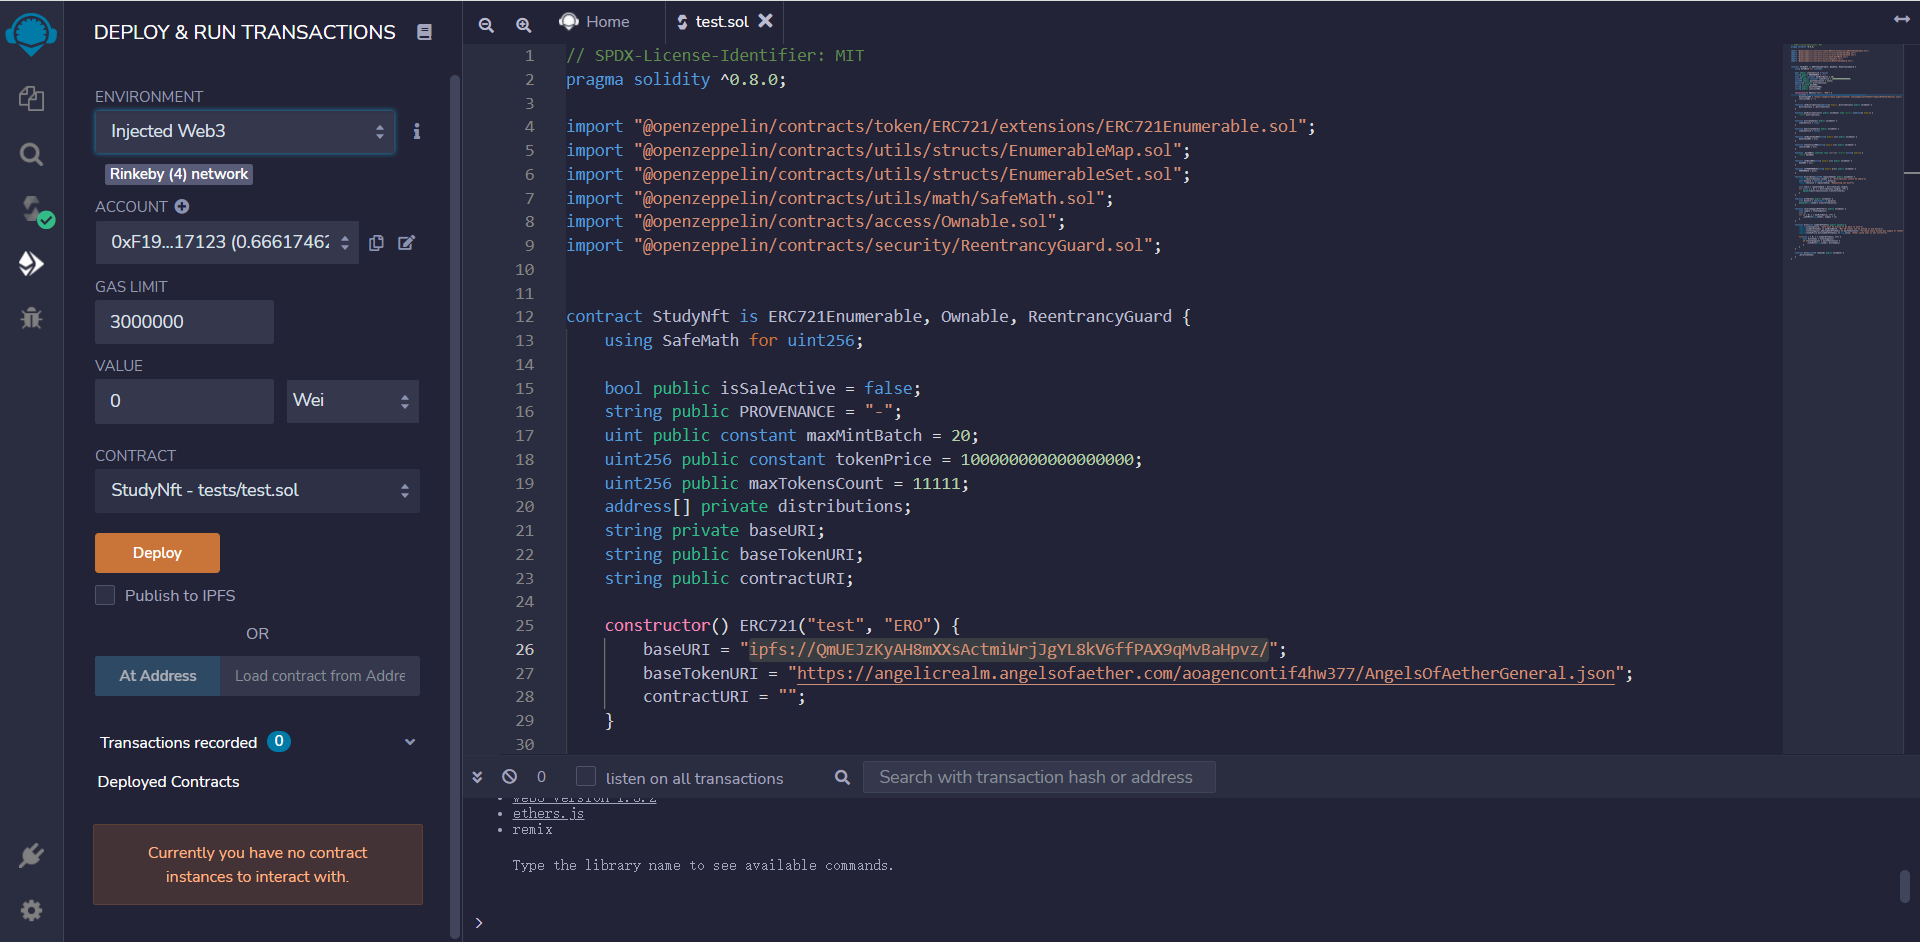 DEPLOY & RUN TRANSACTIONS
ENVIRONMENT
Injected Web3
Rinkeby (4) network
ACCOUNT
0xF19...17123 (0.66617462
GAS LIMIT
3000000
VALUE
0
Wei
CONTRACT
StudyNft - tests/test.sol
Deploy
Publish to IPFS
OR
At Address
Load contract from Addre
Transactions recorded 0
Deployed Contracts
Currently you have no contract
instances to interact with.
Home
test.sol
1 // SPDX-License-Identifier: MIT
2 pragma solidity ^0.8.0;
3
4 import "@openzeppelin/contracts/token/ERC721/extensions/ERC721Enumerable.sol";
5 import "@openzeppelin/contracts/utils/structs/EnumerableMap.sol";
6 import "@openzeppelin/contracts/utils/structs/EnumerableSet.sol";
7 import "@openzeppelin/contracts/utils/math/SafeMath.sol";
8 import "@openzeppelin/contracts/access/Ownable.sol";
9 import "@openzeppelin/contracts/security/ReentrancyGuard.sol";
10
11
12 contract StudyNft is ERC721Enumerable, Ownable, ReentrancyGuard {
13 using SafeMath for uint256;
14
15 bool public isSaleActive = false;
16 string public PROVENANCE = "-";
17 uint public constant maxMintBatch = 20;
18 uint256 public constant tokenPrice = 100000000000000000;
19 uint256 public maxTokensCount = 11111;
20 address[] private distributions;
21 string private baseURI;
22 string public baseTokenURI;
23 string public contractURI;
24
25 constructor() ERC721("test", "ERO") {
26 baseURI = "ipfs://QmUEJzKyAH8mXXsActmiWrjJgYL8kV6ffPAX9qMvBaHpvz/";
27 baseTokenURI = "https://angelicrealm.angelsofaether.com/aoagencontif4hw377/AngelsOfAetherGeneral.json";
28 contractURI = "";
29 }
30
0
listen on all transactions
Search with transaction hash or address
web3 version 1.5.2
ethers.js
remix
Type the library name to see available commands.
>